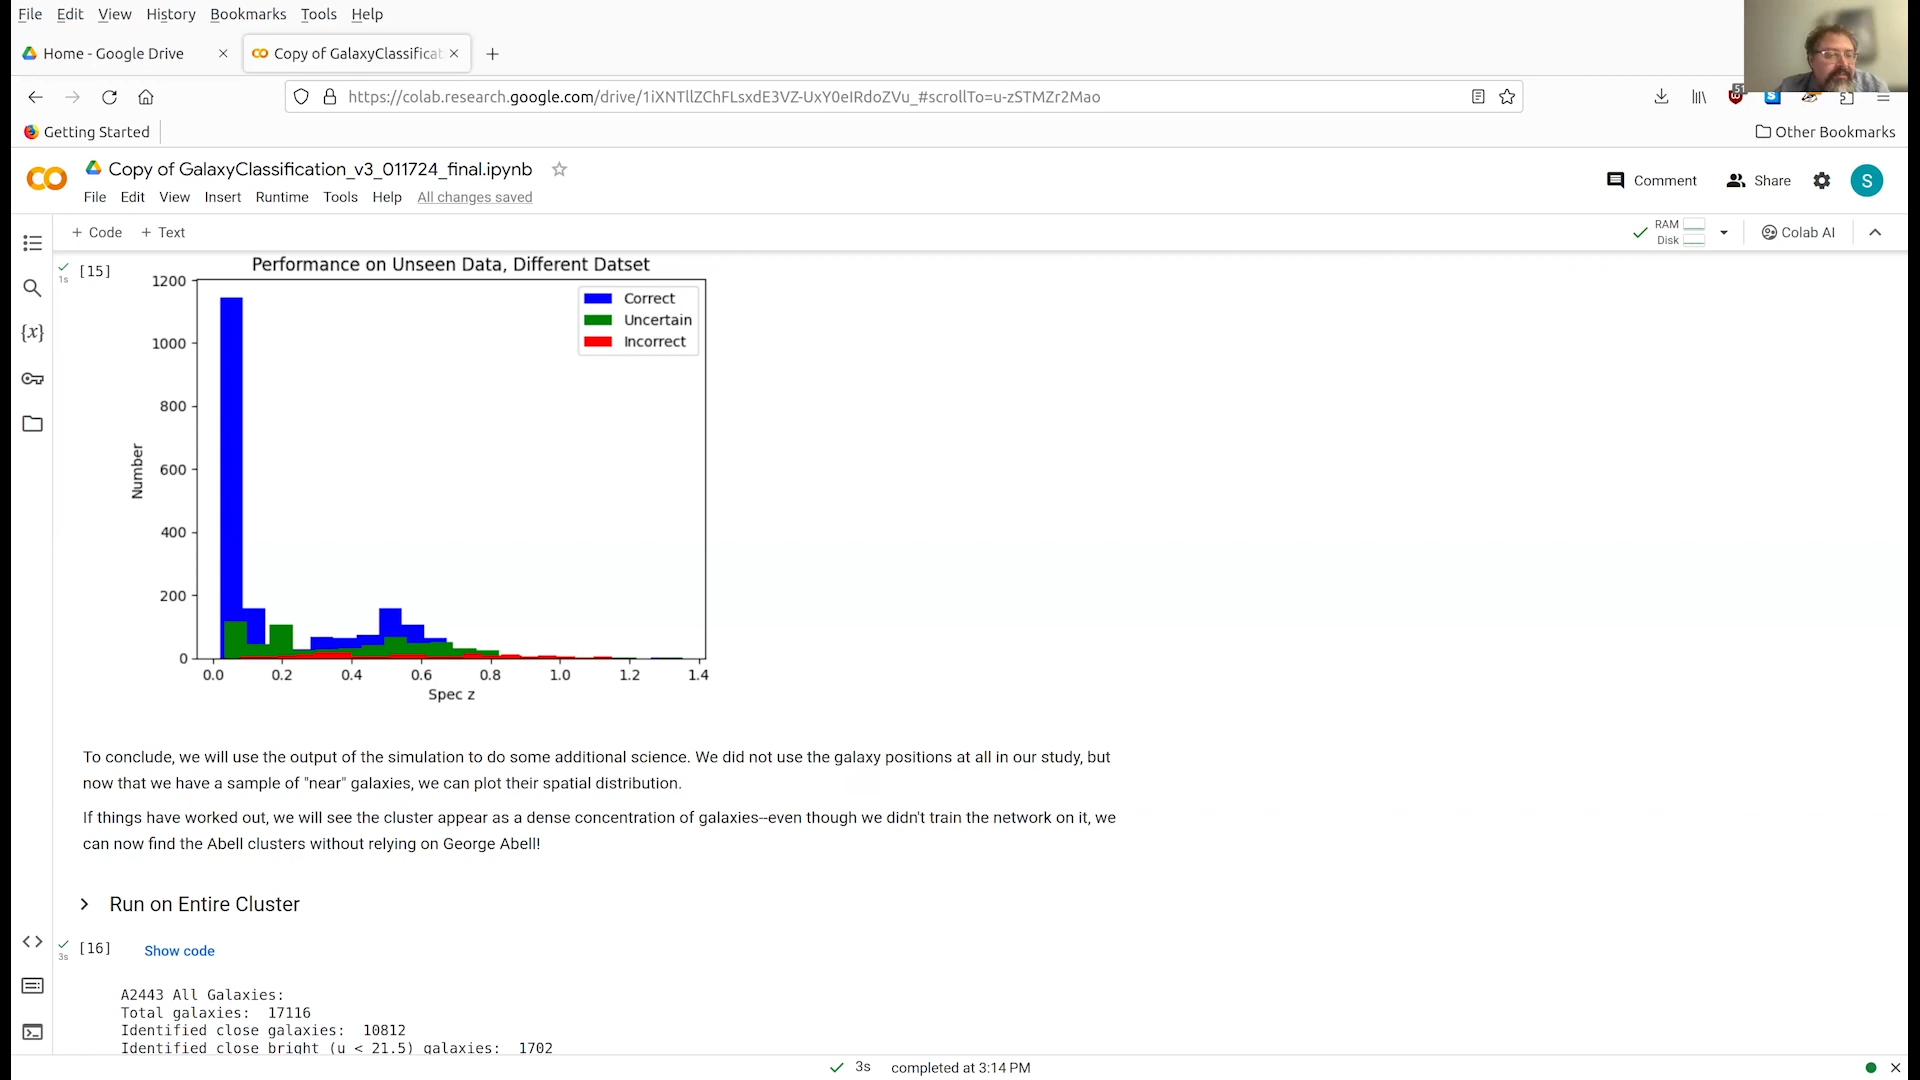 File Edit View History Bookmarks Tools Help
Home - Google Drive
Copy of GalaxyClassificat
https://colab.research.google.com/drive/1iXNTllZChFLsxdE3VZ-UxY0eIRdoZVu_#scrollTo=u-zSTMZr2Mao
51
Getting Started
Other Bookmarks
Copy of GalaxyClassification_v3_011724_final.ipynb
Comment
Share
S
File Edit View Insert Runtime Tools Help All changes saved
+ Code + Text
RAM
Disk
Colab AI
[15]
1s
Performance on Unseen Data, Different Datset
1200
1000
800
600
400
200
0
Number
Correct
Uncertain
Incorrect
0.0 0.2 0.4 0.6 0.8 1.0 1.2 1.4
Spec z
To conclude, we will use the output of the simulation to do some additional science. We did not use the galaxy positions at all in our study, but
now that we have a sample of "near" galaxies, we can plot their spatial distribution.
If things have worked out, we will see the cluster appear as a dense concentration of galaxies--even though we didn't train the network on it, we
can now find the Abell clusters without relying on George Abell!
Run on Entire Cluster
[16]
3s
Show code
A2443 All Galaxies:
Total galaxies: 17116
Identified close galaxies: 10812
Identified close bright (u < 21.5) galaxies: 1702
3s completed at 3:14 PM